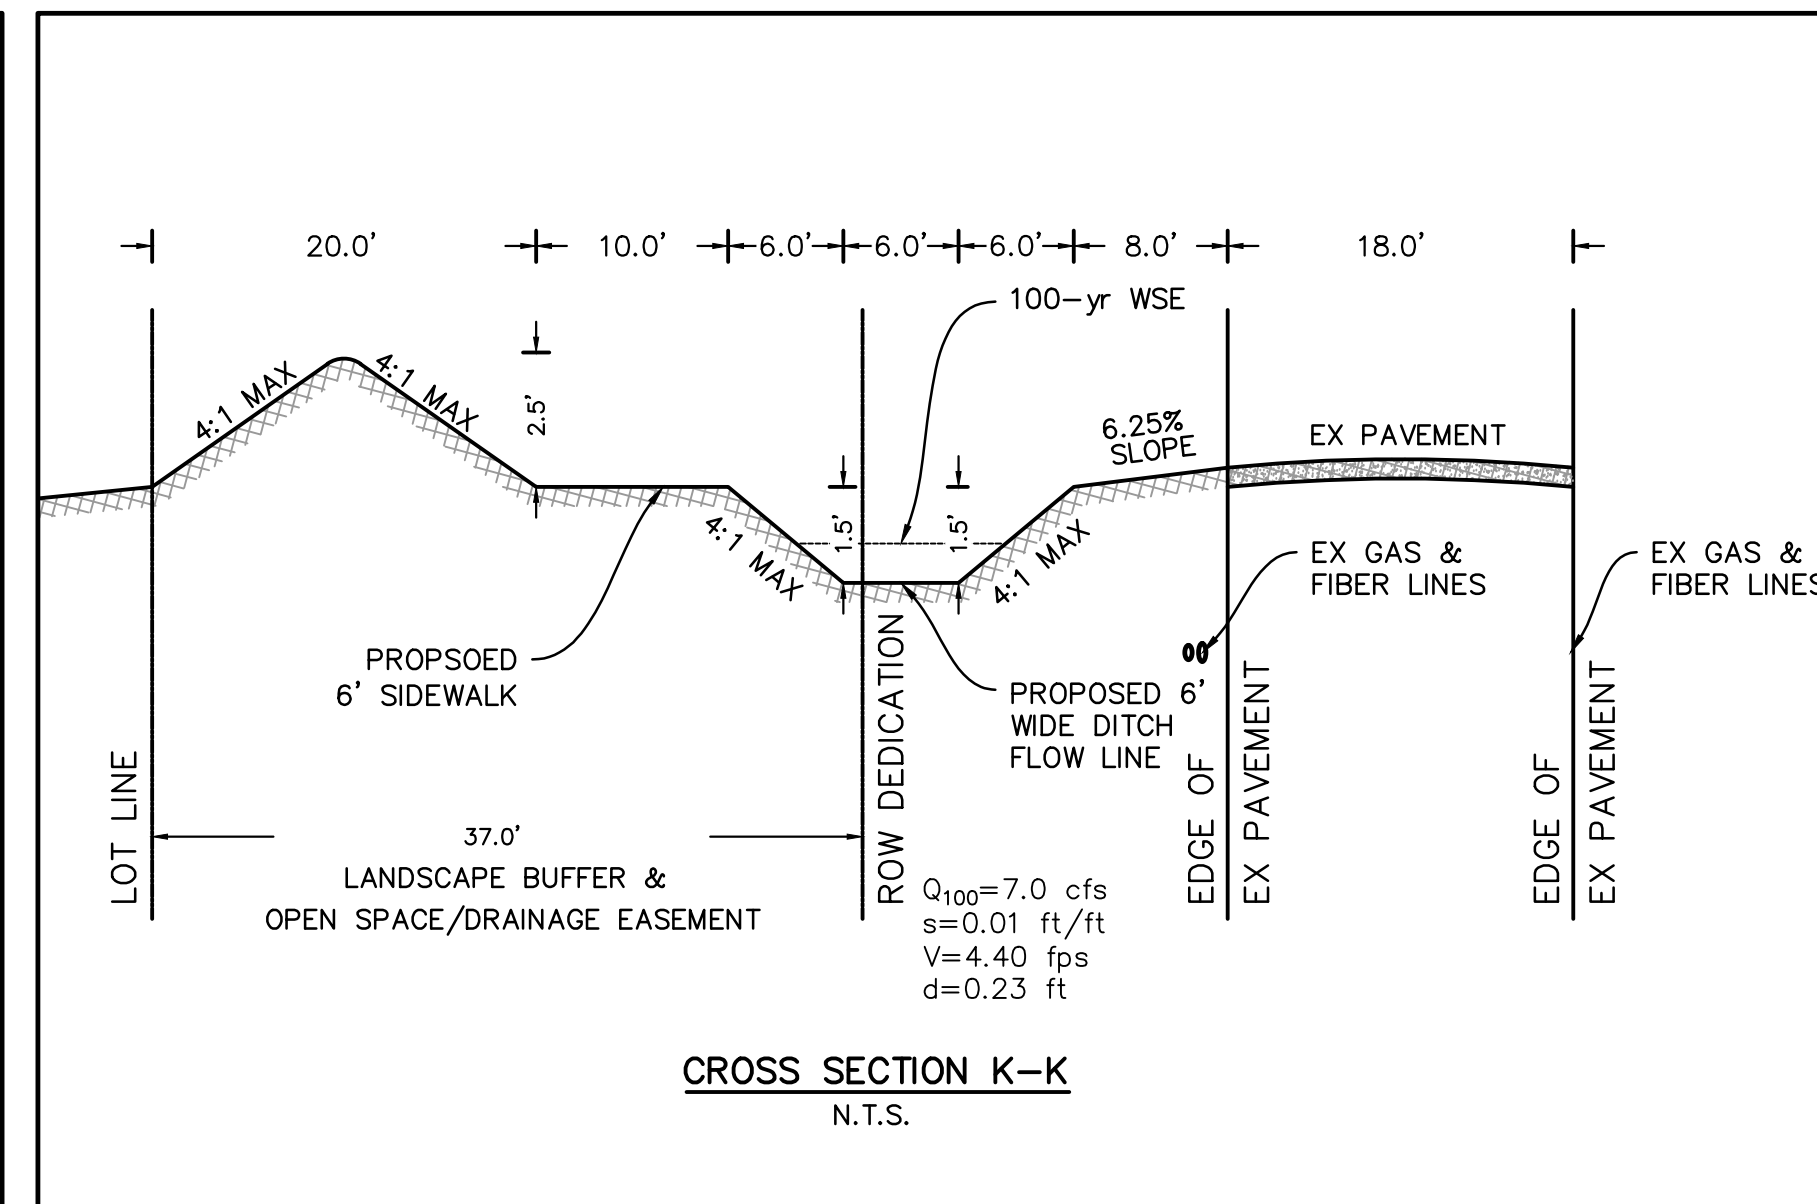 20.0'
10.0'
6.0'
6.0'
6.0'
8.0'
18.0'
100-yr WSE
4:1 MAX
4:1 MAX
2.5'
6.25%
SLOPE
EX PAVEMENT
4:1 MAX
1.5'
1.5'
4:1 MAX
EX GAS &
FIBER LINES
EX GAS &
FIBER LINES
PROPSOED
6' SIDEWALK
PROPOSED 6'
WIDE DITCH
FLOW LINE
LOT LINE
ROW DEDICATION
EDGE OF
EX PAVEMENT
EDGE OF
EX PAVEMENT
37.0'
LANDSCAPE BUFFER &
OPEN SPACE/DRAINAGE EASEMENT
Q100=7.0 cfs
s=0.01 ft/ft
V=4.40 fps
d=0.23 ft
CROSS SECTION K-K
N.T.S.